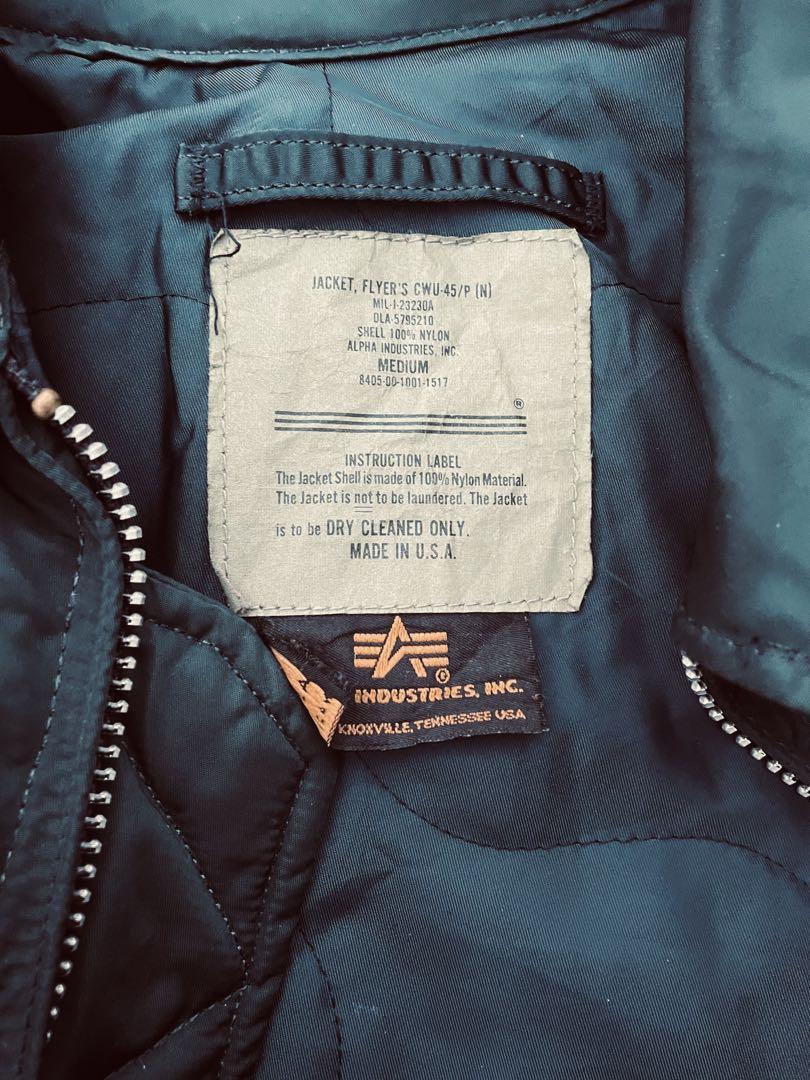 JACKET, FLYER'S CWU-45/P (N)
MIL-J-23230A
DLA-5795210
SHELL 100% NYLON
ALPHA INDUSTRIES, INC.
MEDIUM
8405-00-1001-1517
®
INSTRUCTION LABEL
The Jacket Shell is made of 100% Nylon Material.
The Jacket is not to be laundered. The Jacket
is to be DRY CLEANED ONLY.
MADE IN U.S.A.
®
INDUSTRIES, INC.
KNOXVILLE, TENNESSEE USA